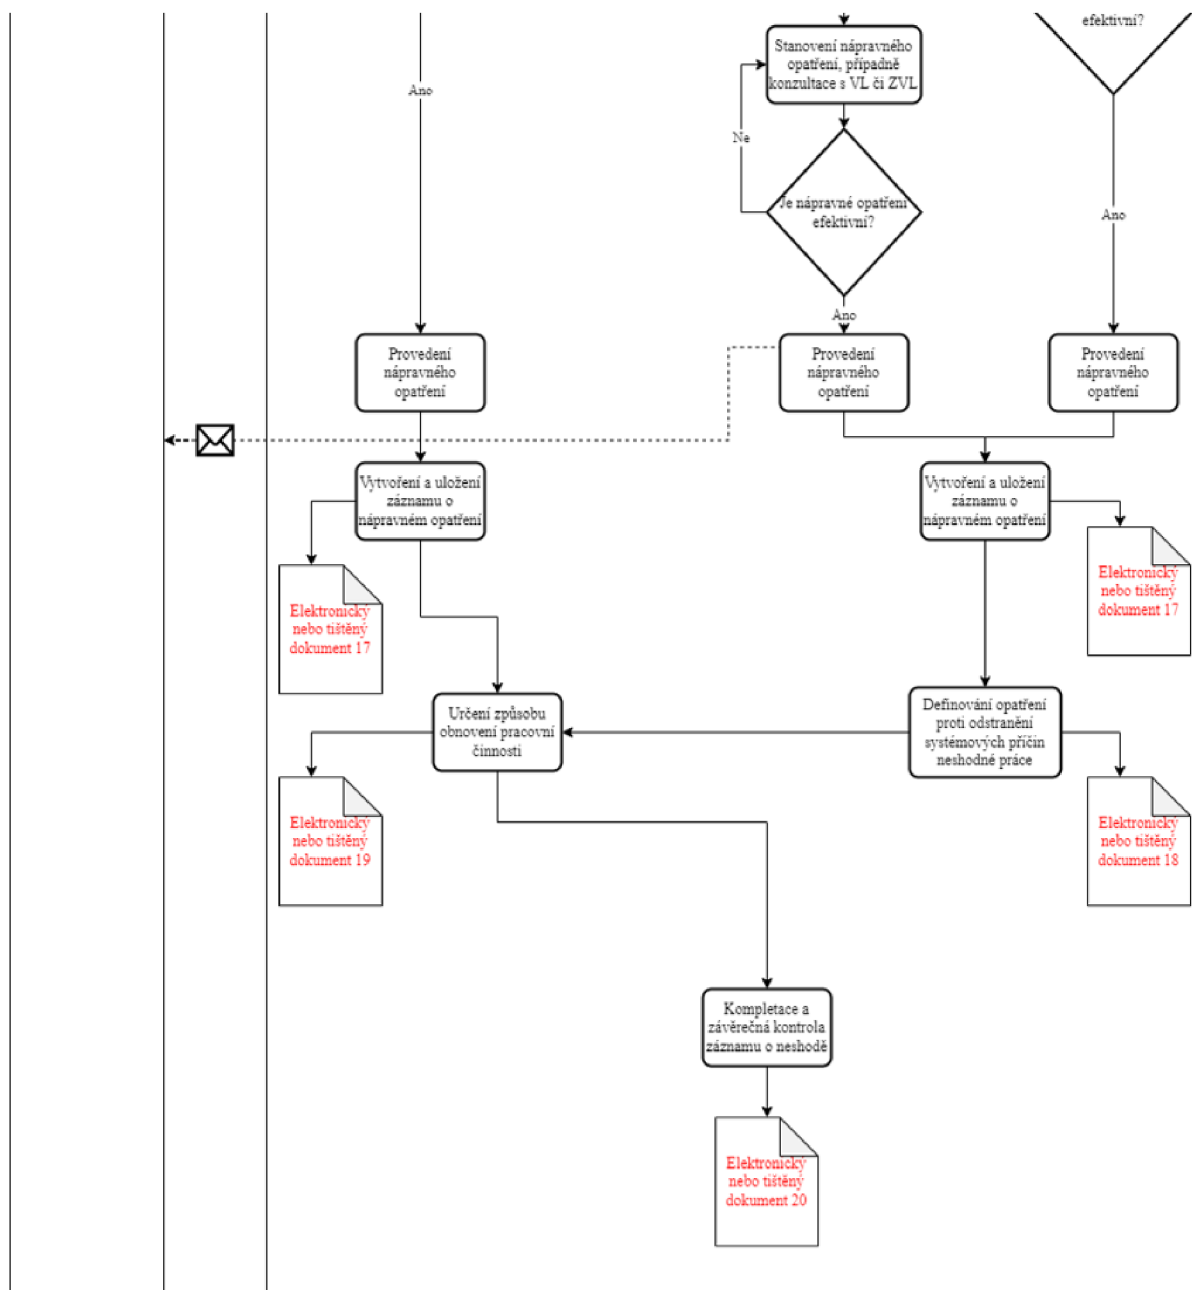 efektivní?
Stanovení nápravného
opatření, případně
konzultace s VL či ZVL
Ano
Ne
Je nápravné opatření
efektivní?
Ano
Ano
Provedení
nápravného
opatření
Provedení
nápravného
opatření
Provedení
nápravného
opatření
Vytvoření a uložení
záznamu o
nápravném opatření
Vytvoření a uložení
záznamu o
nápravném opatření
Elektronický
nebo tištěný
dokument 17
Elektronický
nebo tištěný
dokument 17
Určení způsobu
obnovení pracovní
činnosti
Definování opatření
proti odstranění
systémových příčin
neshodné práce
Elektronický
nebo tištěný
dokument 19
Elektronický
nebo tištěný
dokument 18
Kompletace a
závěrečná kontrola
záznamu o neshodě
Elektronický
nebo tištěný
dokument 20